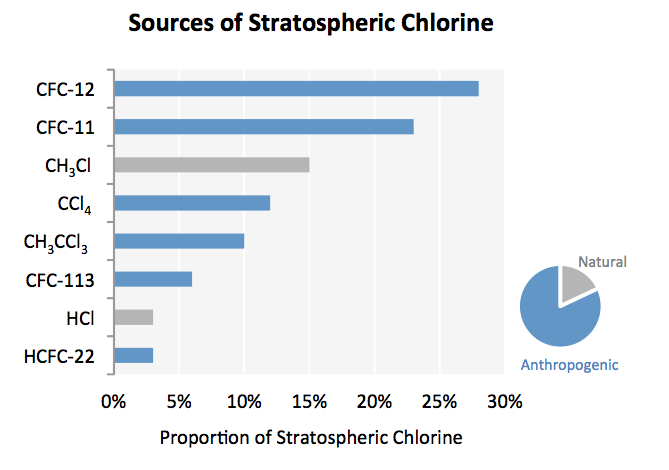 Sources of Stratospheric Chlorine
CFC-12
CFC-11
CH₃Cl
CCl₄
CH₃CCl₃
CFC-113
HCl
HCFC-22
0% 5% 10% 15% 20% 25% 30%
Proportion of Stratospheric Chlorine
Natural
Anthropogenic